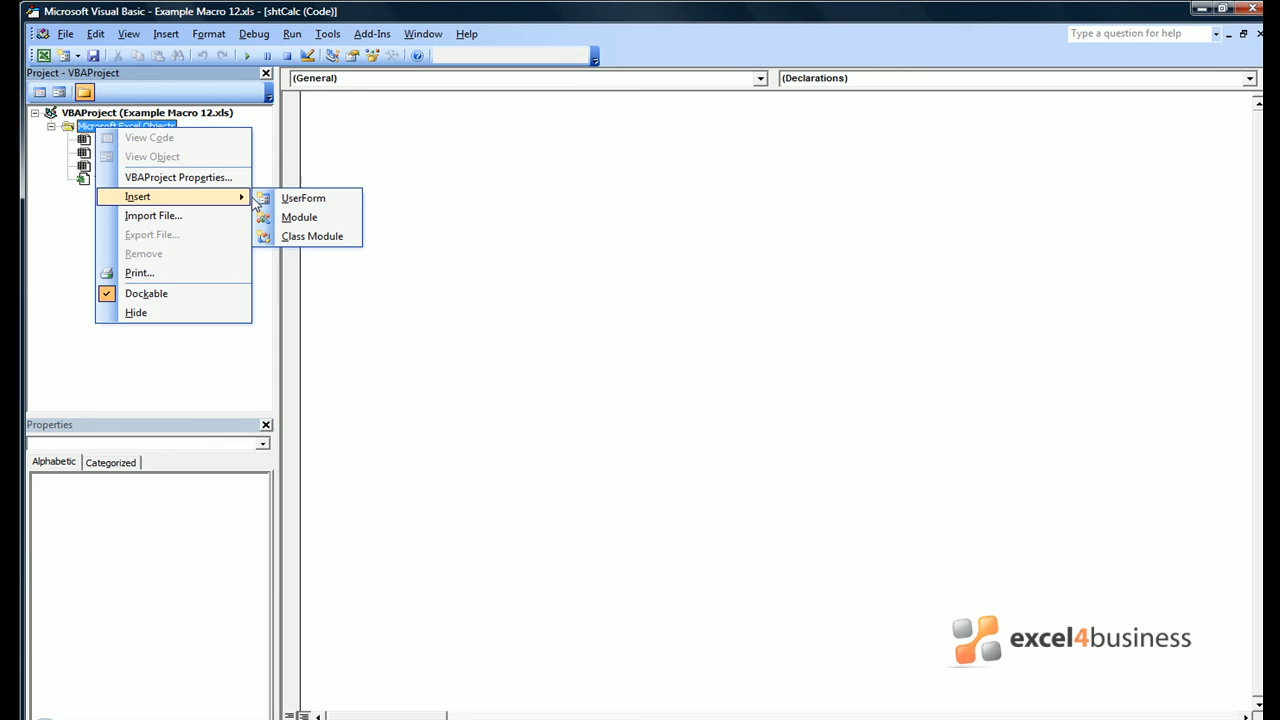 Microsoft Visual Basic - Example Macro 12.xls - [shtCalc (Code)]
File Edit View Insert Format Debug Run Tools Add-Ins Window Help
Type a question for help
Project - VBAProject
(General)
(Declarations)
VBAProject (Example Macro 12.xls)
Microsoft Excel Objects
View Code
View Object
VBAProject Properties...
Insert
Import File...
Export File...
Remove
Print...
Dockable
Hide
UserForm
Module
Class Module
Properties
Alphabetic Categorized
excel4business